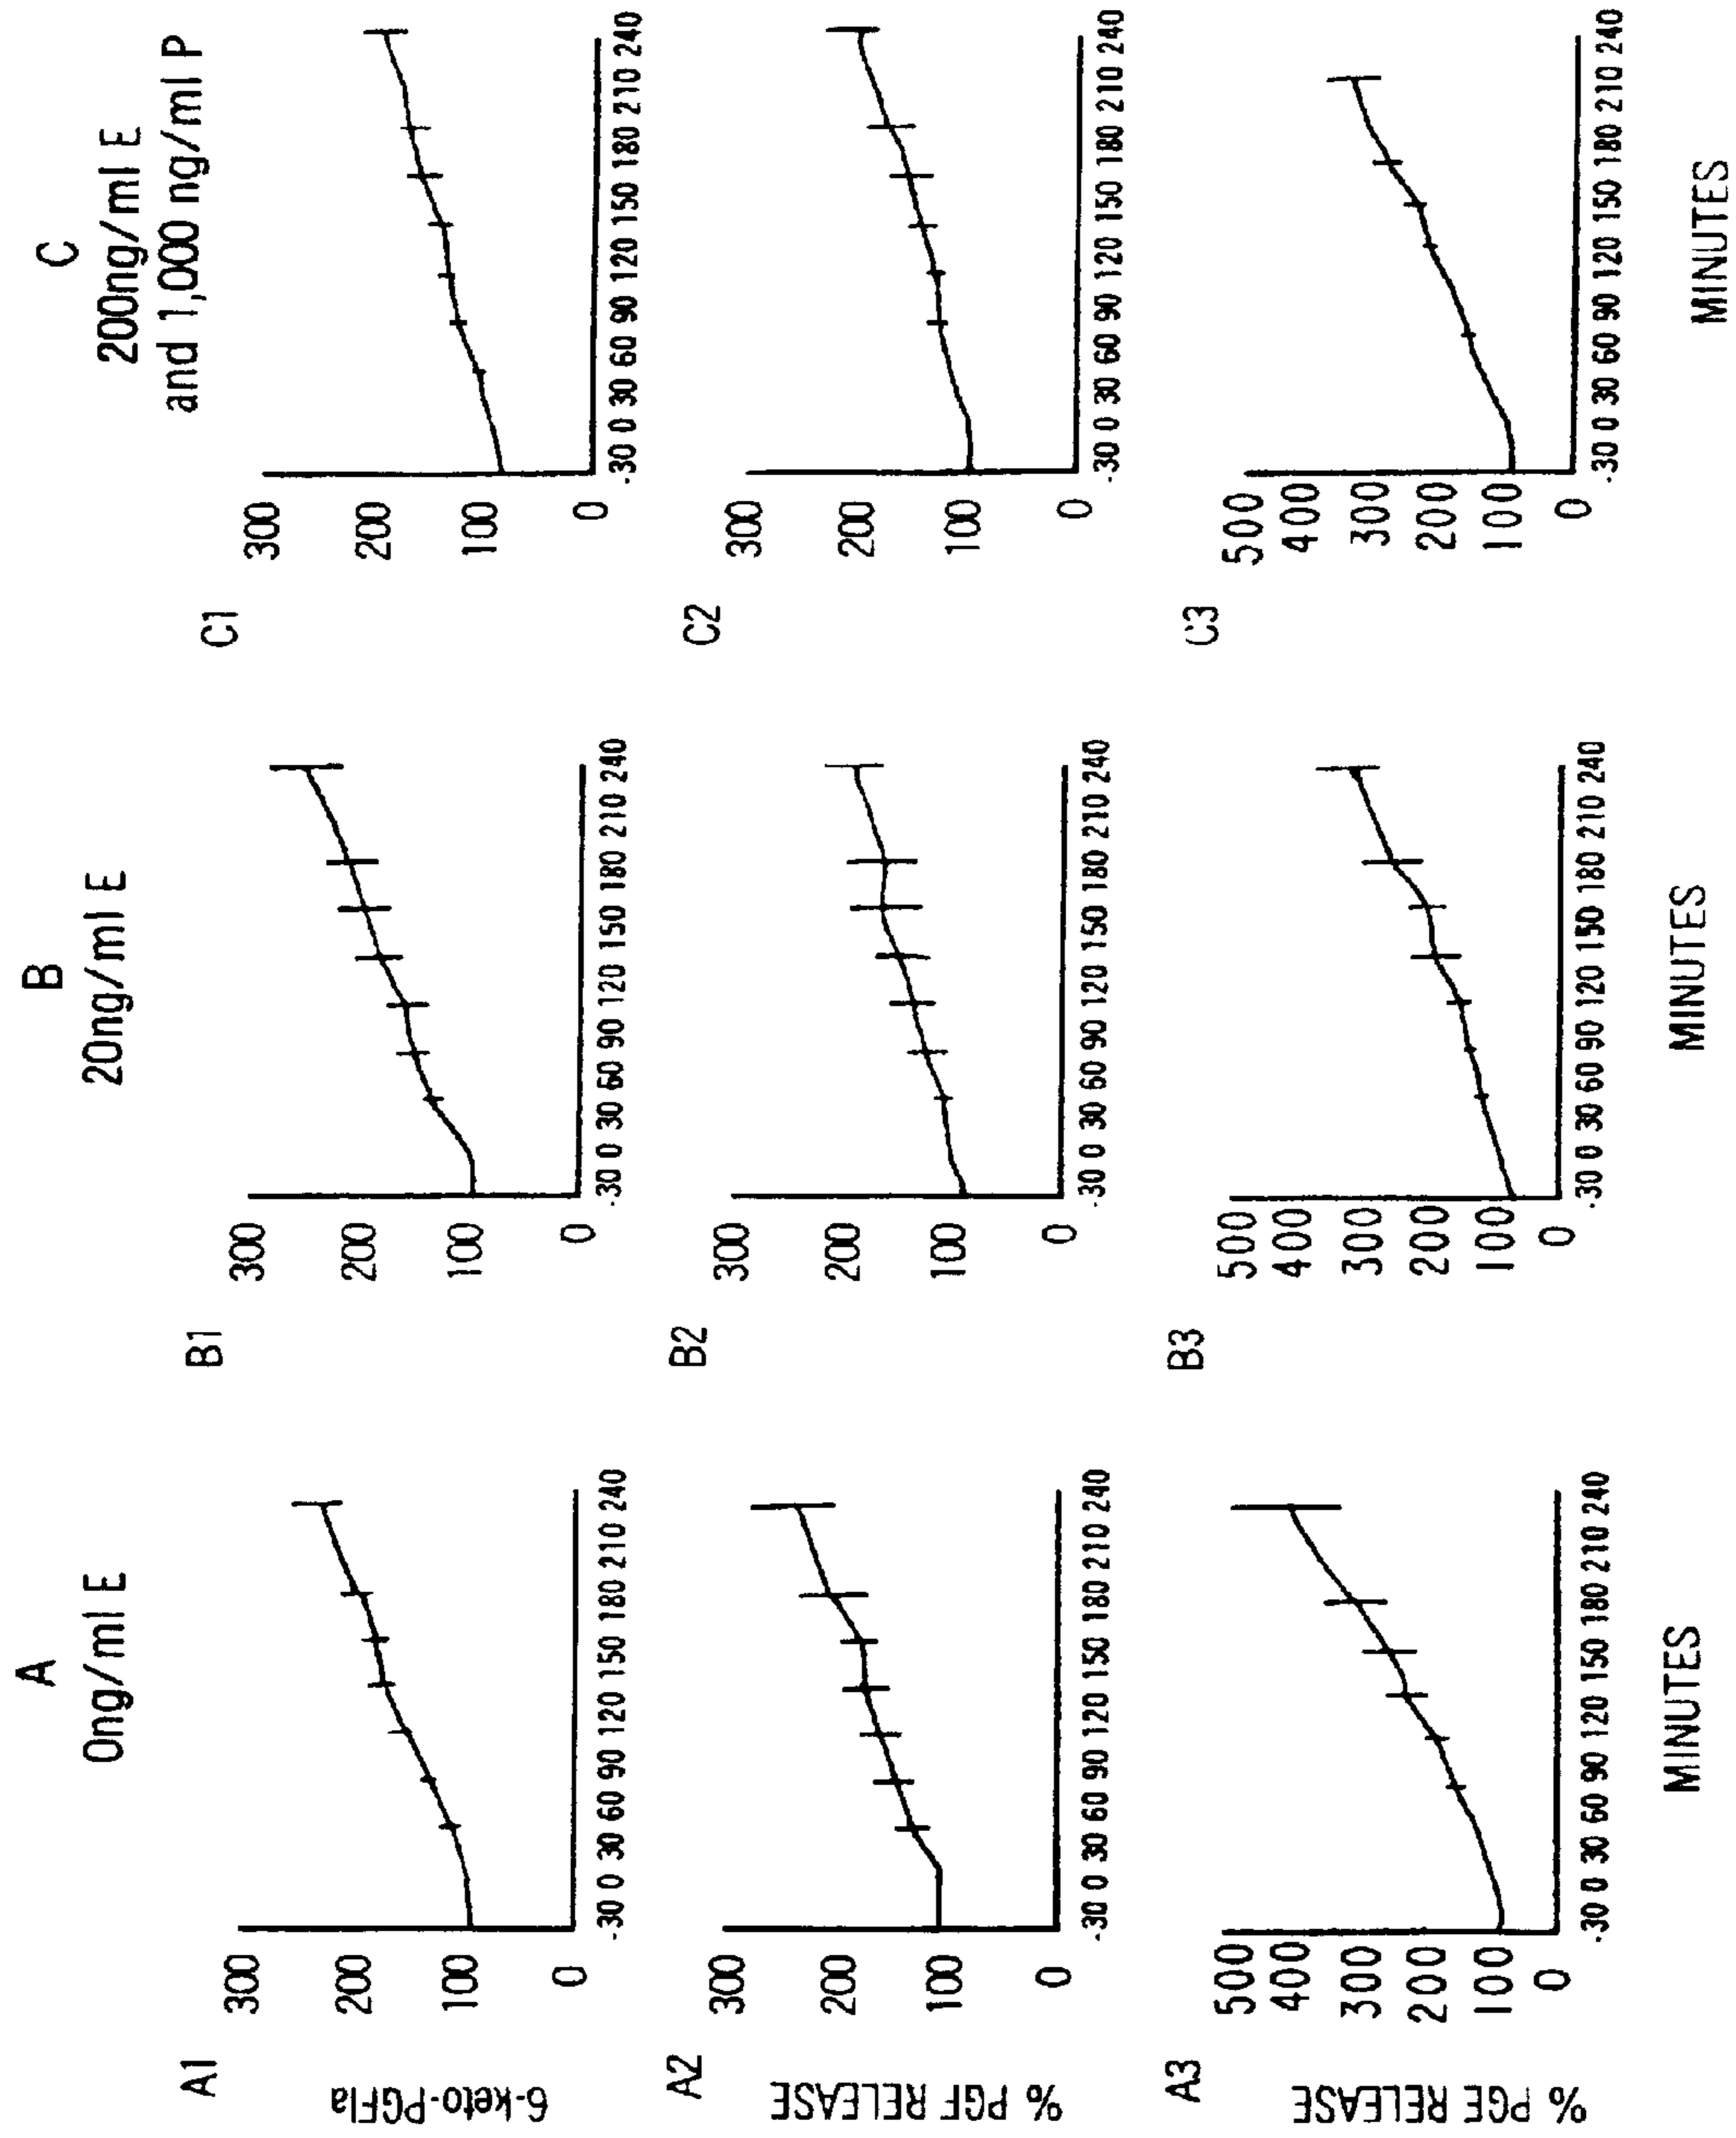 A
0ng/ml E
B
20ng/ml E
C
200ng/ml E
and 1,000 ng/ml P
A1
6-keto-PGFIa
300
200
100
0
-30 0 30 60 90 120 150 180 210 240
B1
300
200
100
0
-30 0 30 60 90 120 150 180 210 240
C1
300
200
100
0
-30 0 30 60 90 120 150 180 210 240
A2
% PGF RELEASE
300
200
100
0
-30 0 30 60 90 120 150 180 210 240
B2
300
200
100
0
-30 0 30 60 90 120 150 180 210 240
C2
300
200
100
0
-30 0 30 60 90 120 150 180 210 240
A3
% PGE RELEASE
500
400
300
200
100
0
-30 0 30 60 90 120 150 180 210 240
MINUTES
B3
500
400
300
200
100
0
-30 0 30 60 90 120 150 180 210 240
MINUTES
C3
500
400
300
200
100
0
-30 0 30 60 90 120 150 180 210 240
MINUTES